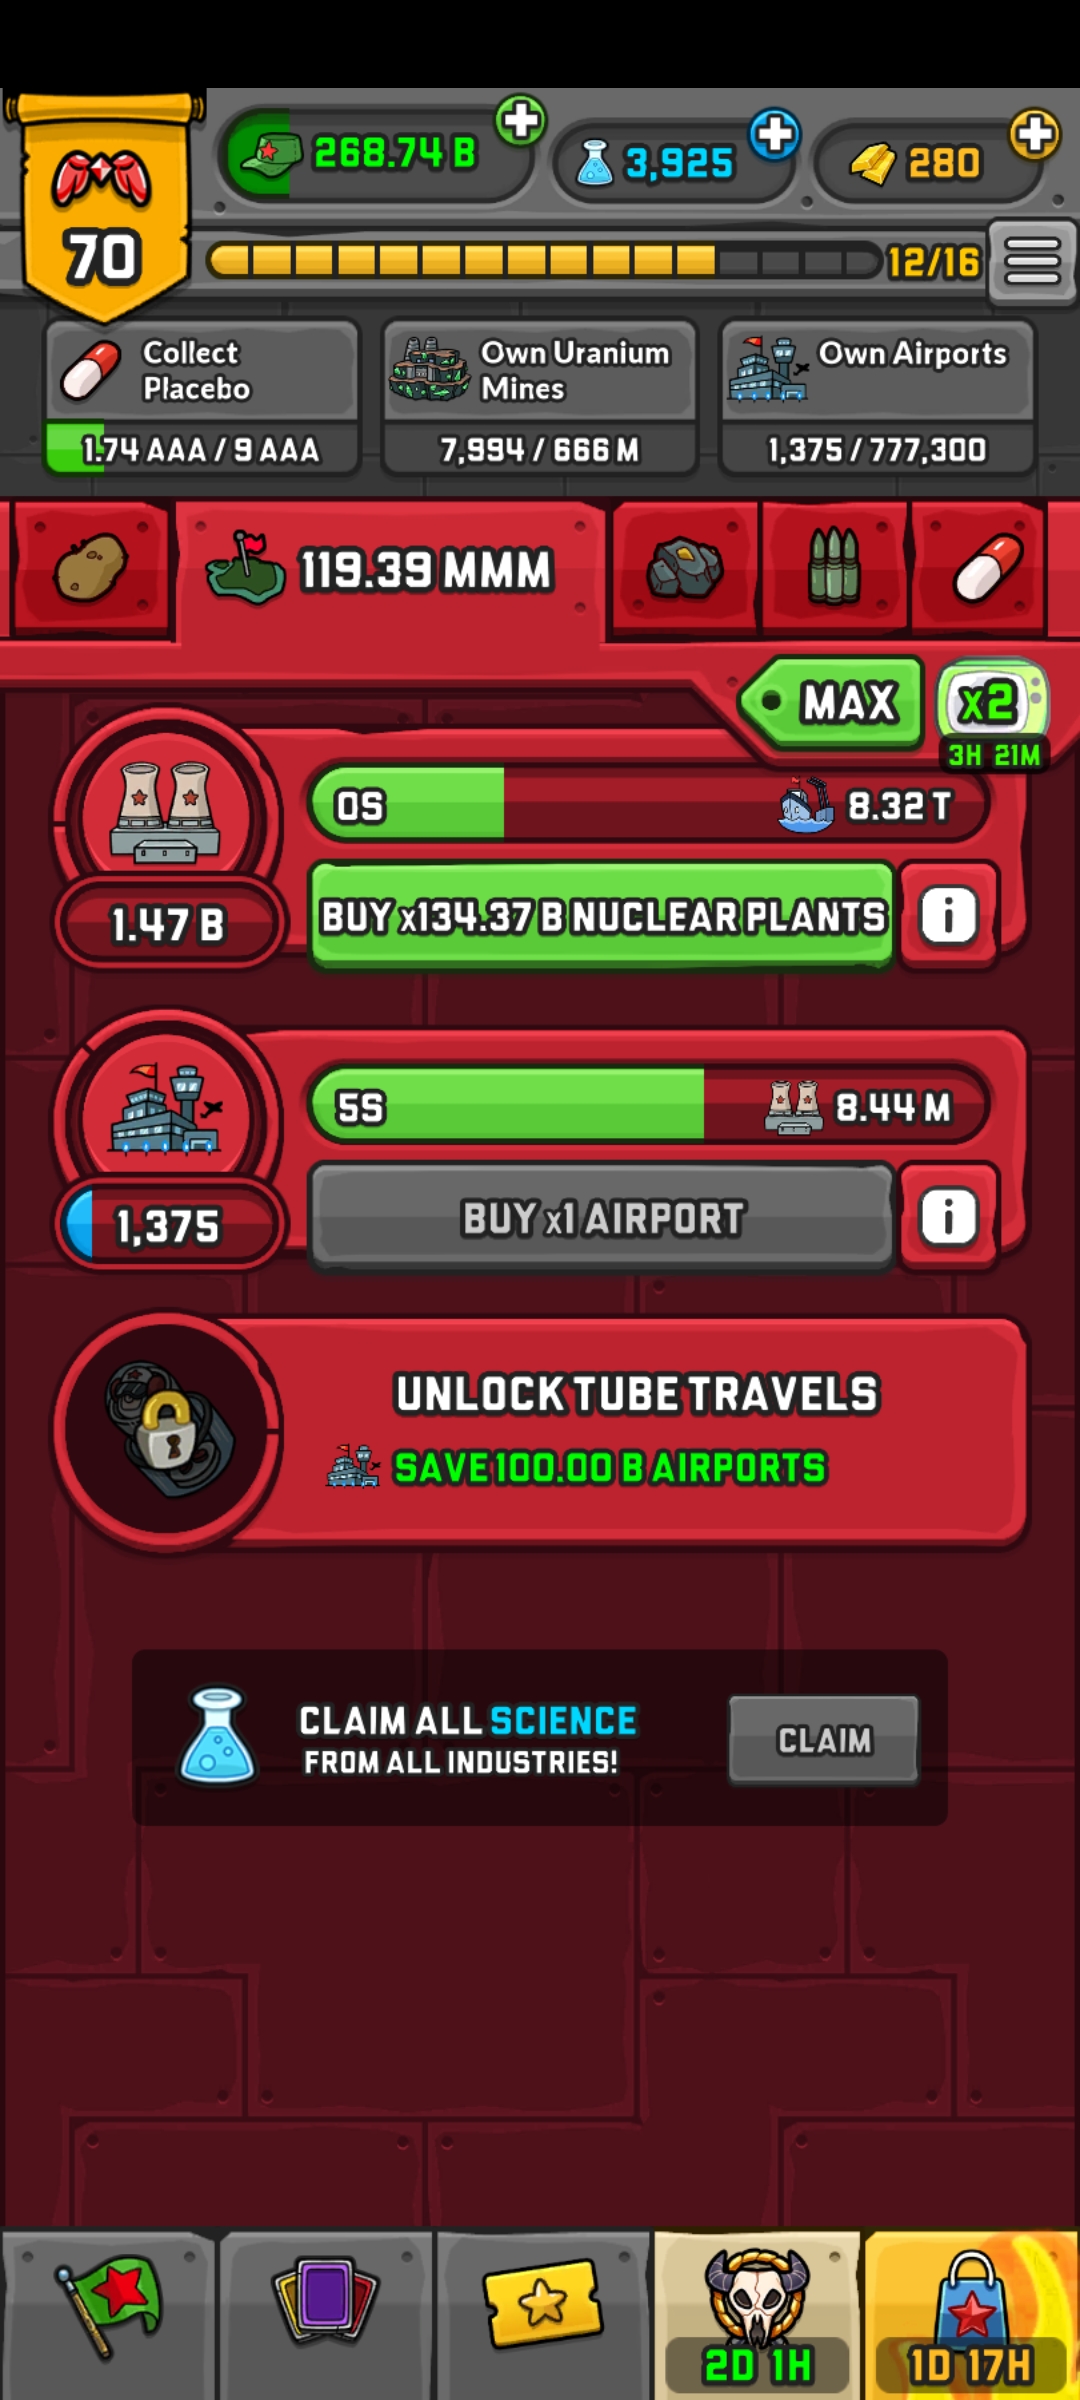 268.74 B
3,925
280
70
12/16
Collect
Placebo
1.74 AAA / 9 AAA
Own Uranium
Mines
7,994 / 666 M
Own Airports
1,375 / 777,300
119.39 MMM
MAX
x2
3H 21M
0S
8.32 T
1.47 B
BUY x134.37 B NUCLEAR PLANTS
i
5S
8.44 M
1,375
BUY x1 AIRPORT
i
UNLOCK TUBE TRAVELS
SAVE 100.00 B AIRPORTS
CLAIM ALL SCIENCE
FROM ALL INDUSTRIES!
CLAIM
2D 1H
1D 17H